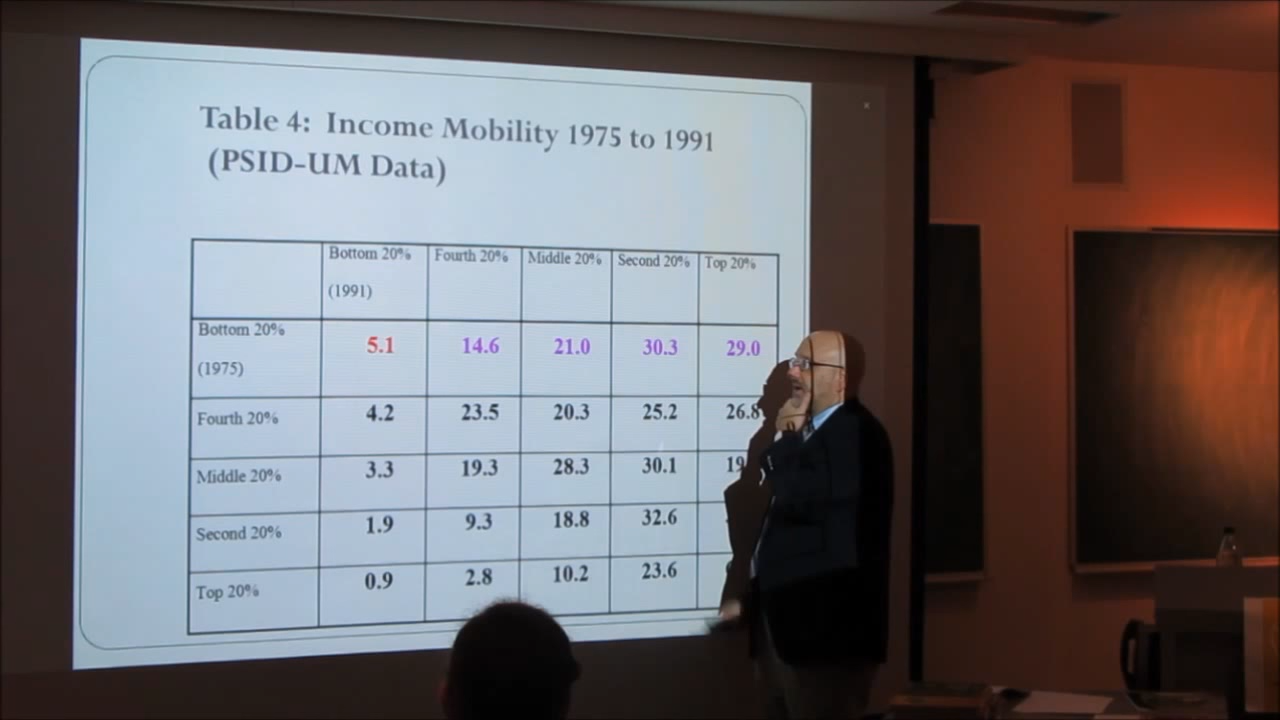 Table 4: Income Mobility 1975 to 1991
(PSID-UM Data)
Bottom 20% Fourth 20% Middle 20% Second 20% Top 20%
(1991)
Bottom 20% 5.1 14.6 21.0 30.3 29.0
(1975)
Fourth 20% 4.2 23.5 20.3 25.2 26.8
Middle 20% 3.3 19.3 28.3 30.1 19
Second 20% 1.9 9.3 18.8 32.6
Top 20% 0.9 2.8 10.2 23.6